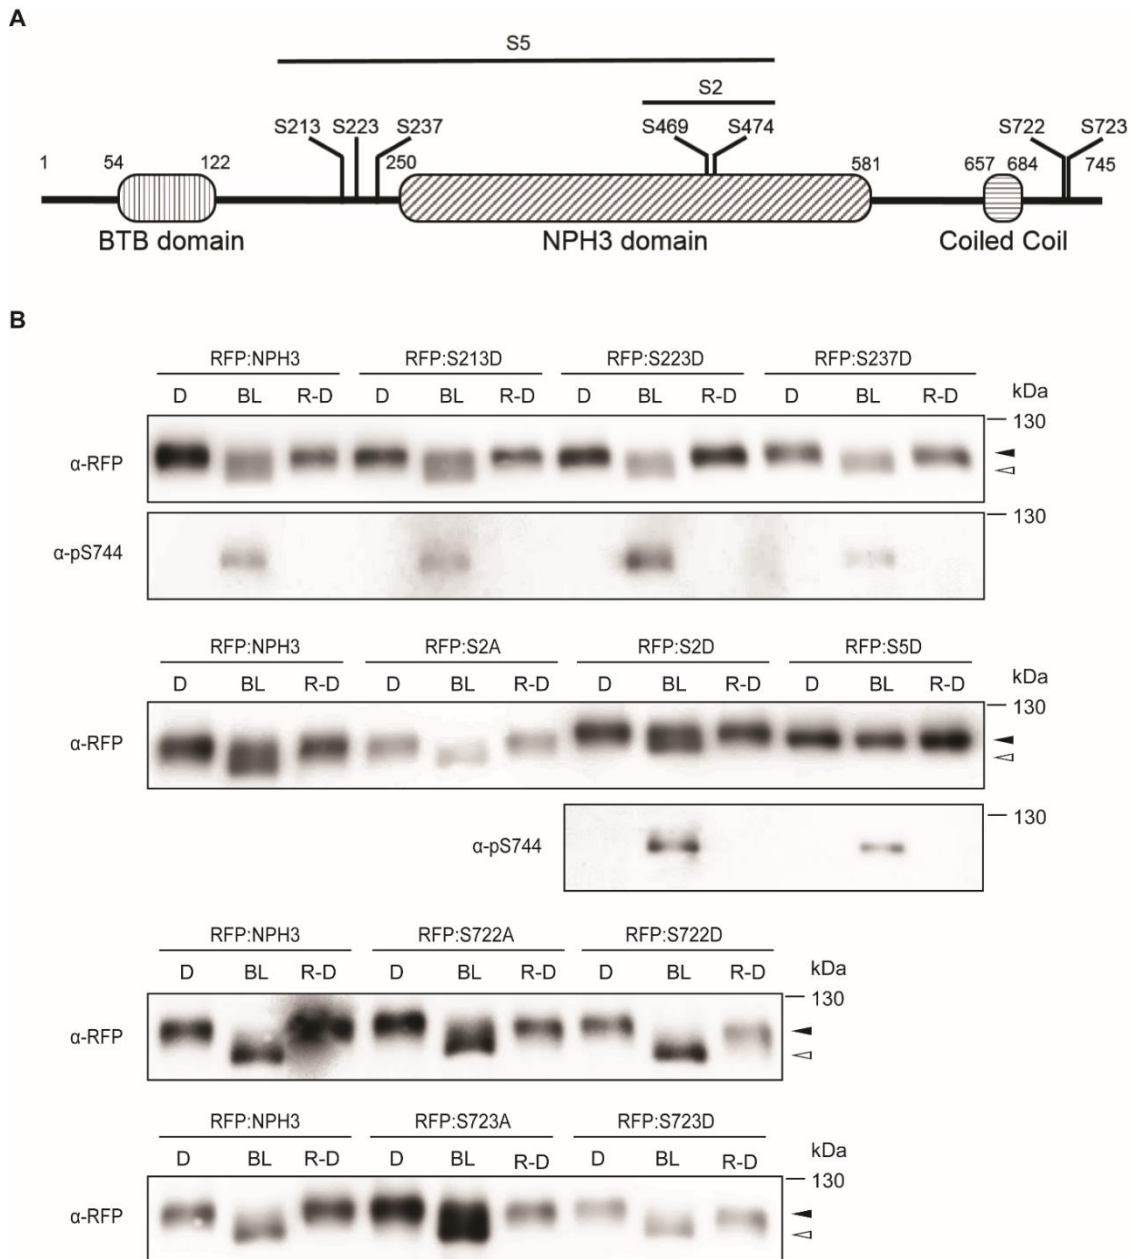 A
S5
S2
S213 S223 S237 S469 S474 S722 S723
1 54 122 250 581 657 684 745
BTB domain NPH3 domain Coiled Coil
B
RFP:NPH3 RFP:S213D RFP:S223D RFP:S237D
D BL R-D D BL R-D D BL R-D D BL R-D kDa
130
α-RFP
130
α-pS744
RFP:NPH3 RFP:S2A RFP:S2D RFP:S5D
D BL R-D D BL R-D D BL R-D D BL R-D kDa
130
α-RFP
130
α-pS744
RFP:NPH3 RFP:S722A RFP:S722D
D BL R-D D BL R-D D BL R-D kDa
130
α-RFP
RFP:NPH3 RFP:S723A RFP:S723D
D BL R-D D BL R-D D BL R-D kDa
130
α-RFP